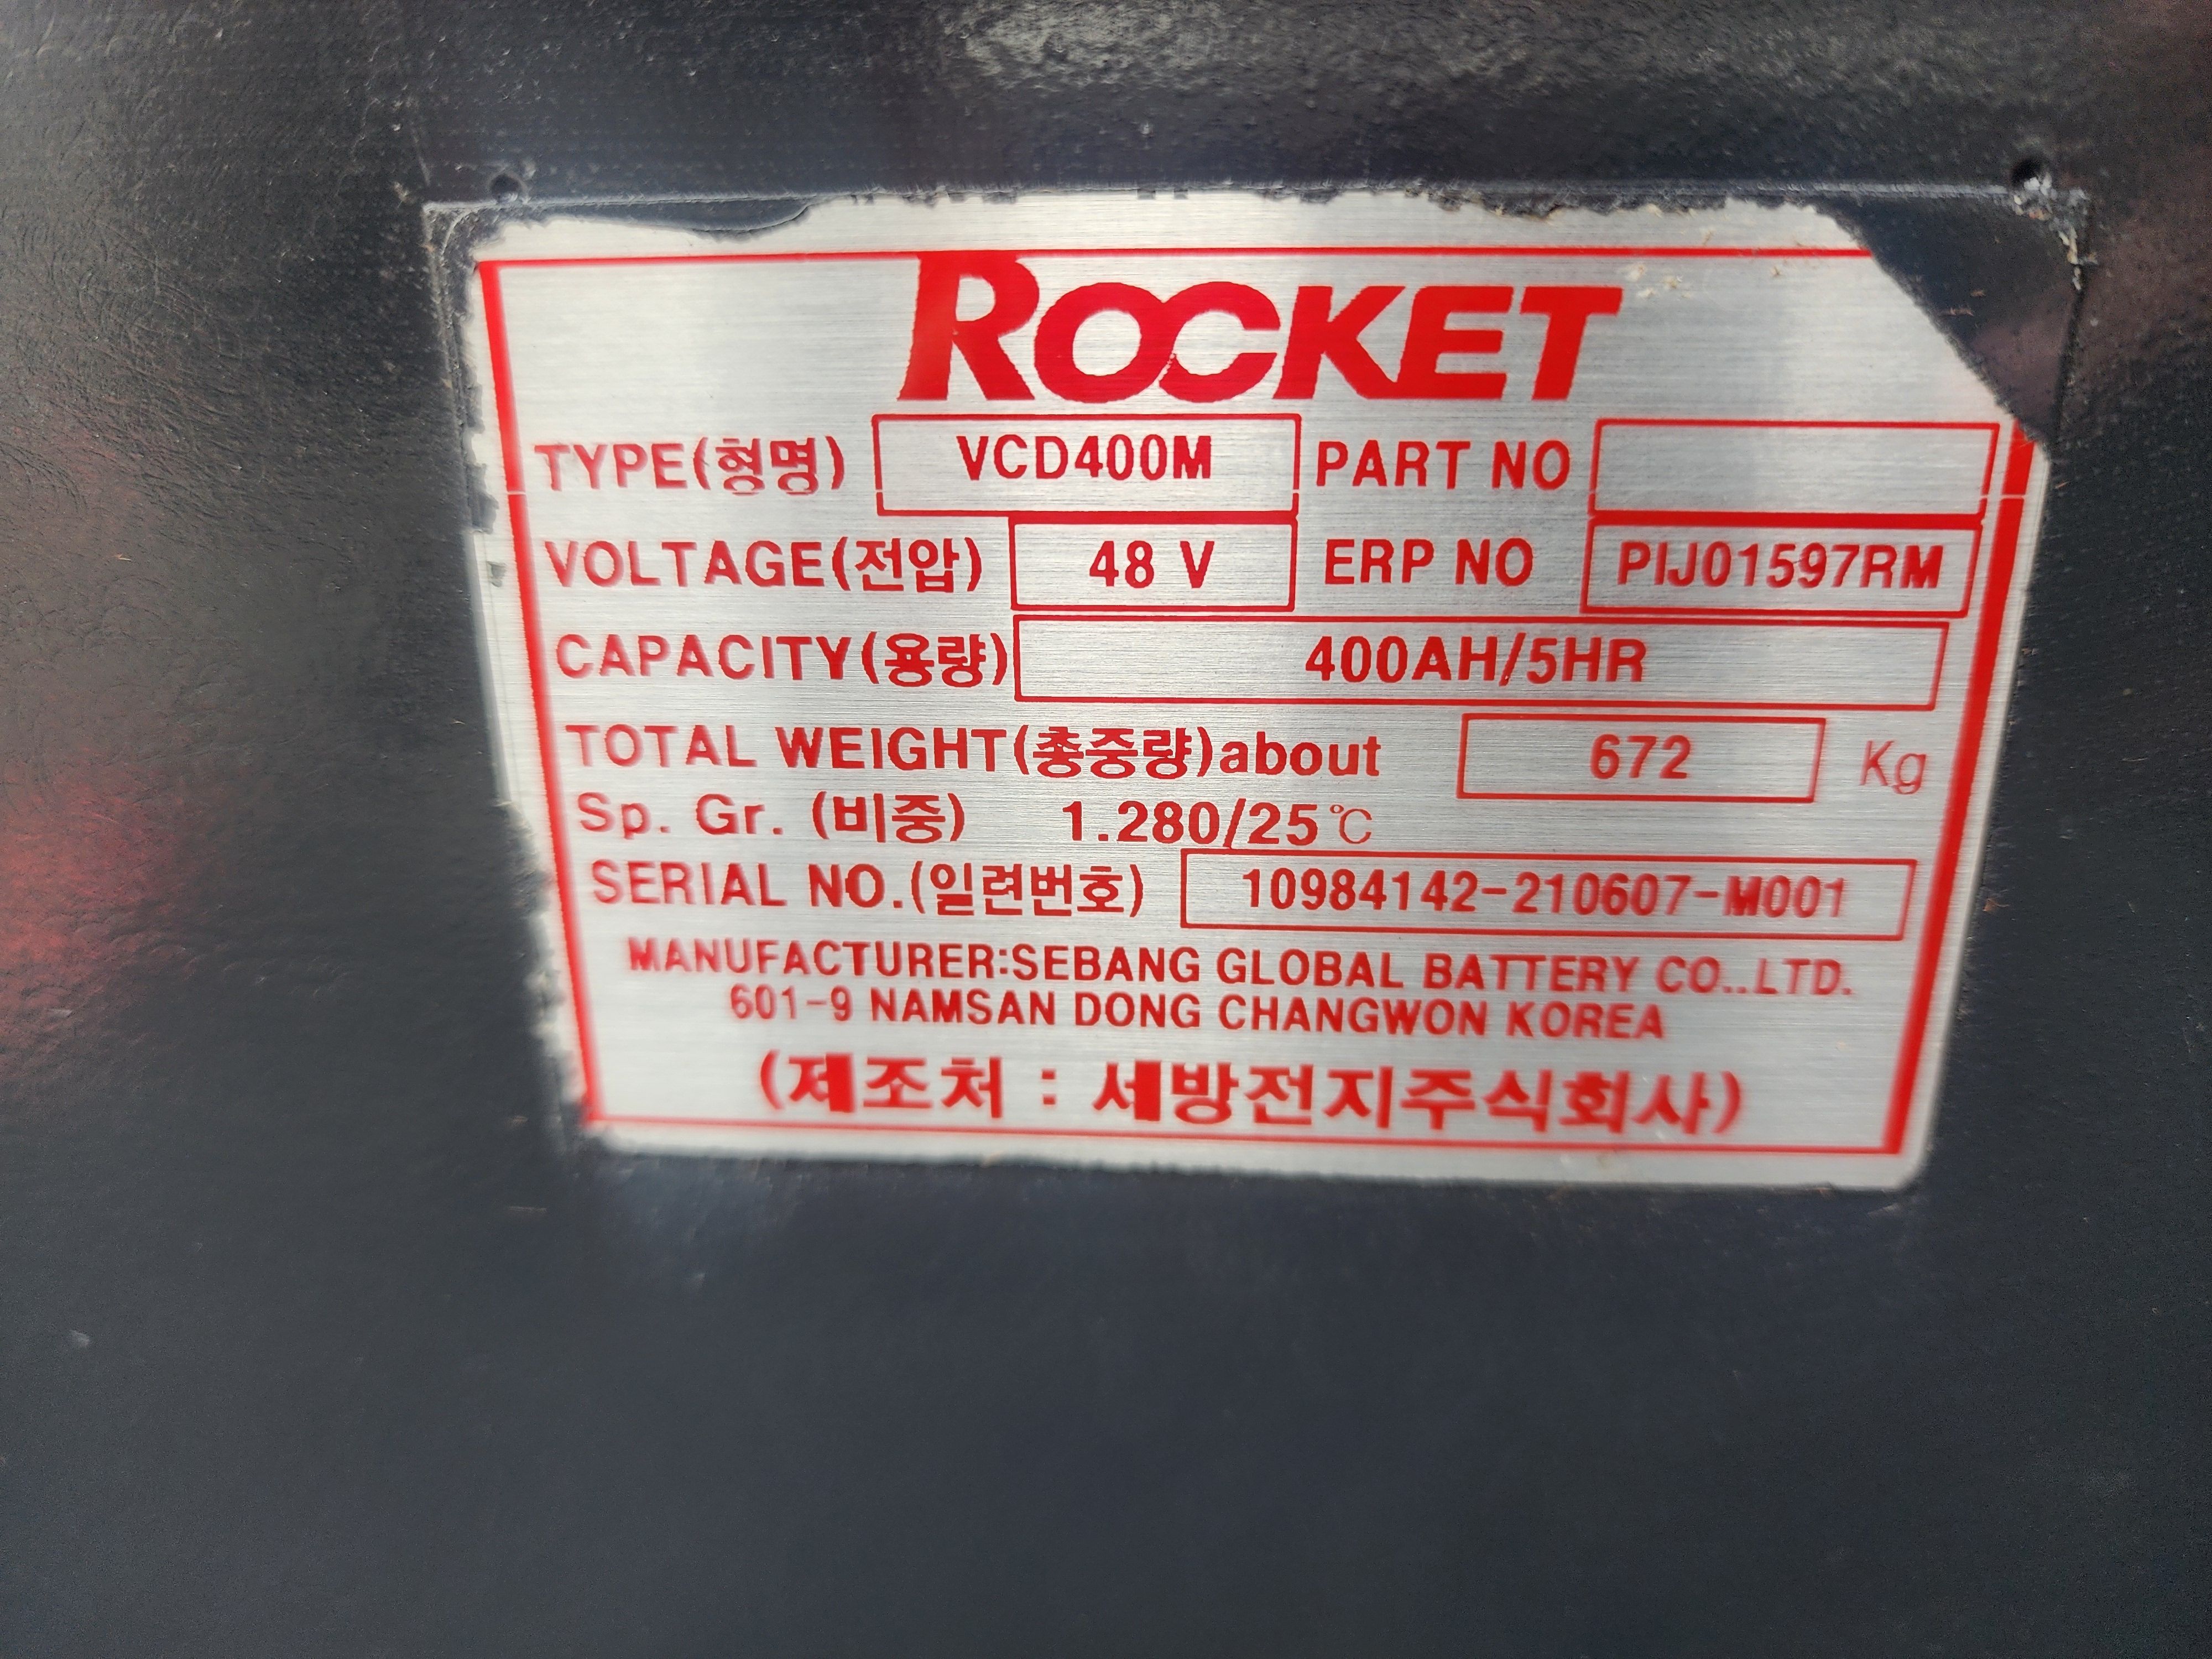 ROCKET
TYPE(형명) VCD400M PART NO
VOLTAGE(전압) 48 V ERP NO PIJ01597RM
CAPACITY(용량) 400AH/5HR
TOTAL WEIGHT(총중량)about 672 Kg
Sp. Gr. (비중) 1.280/25℃
SERIAL NO.(일련번호) 10984142-210607-M001
MANUFACTURER:SEBANG GLOBAL BATTERY CO..LTD.
601-9 NAMSAN DONG CHANGWON KOREA
(제조처 : 세방전지주식회사)